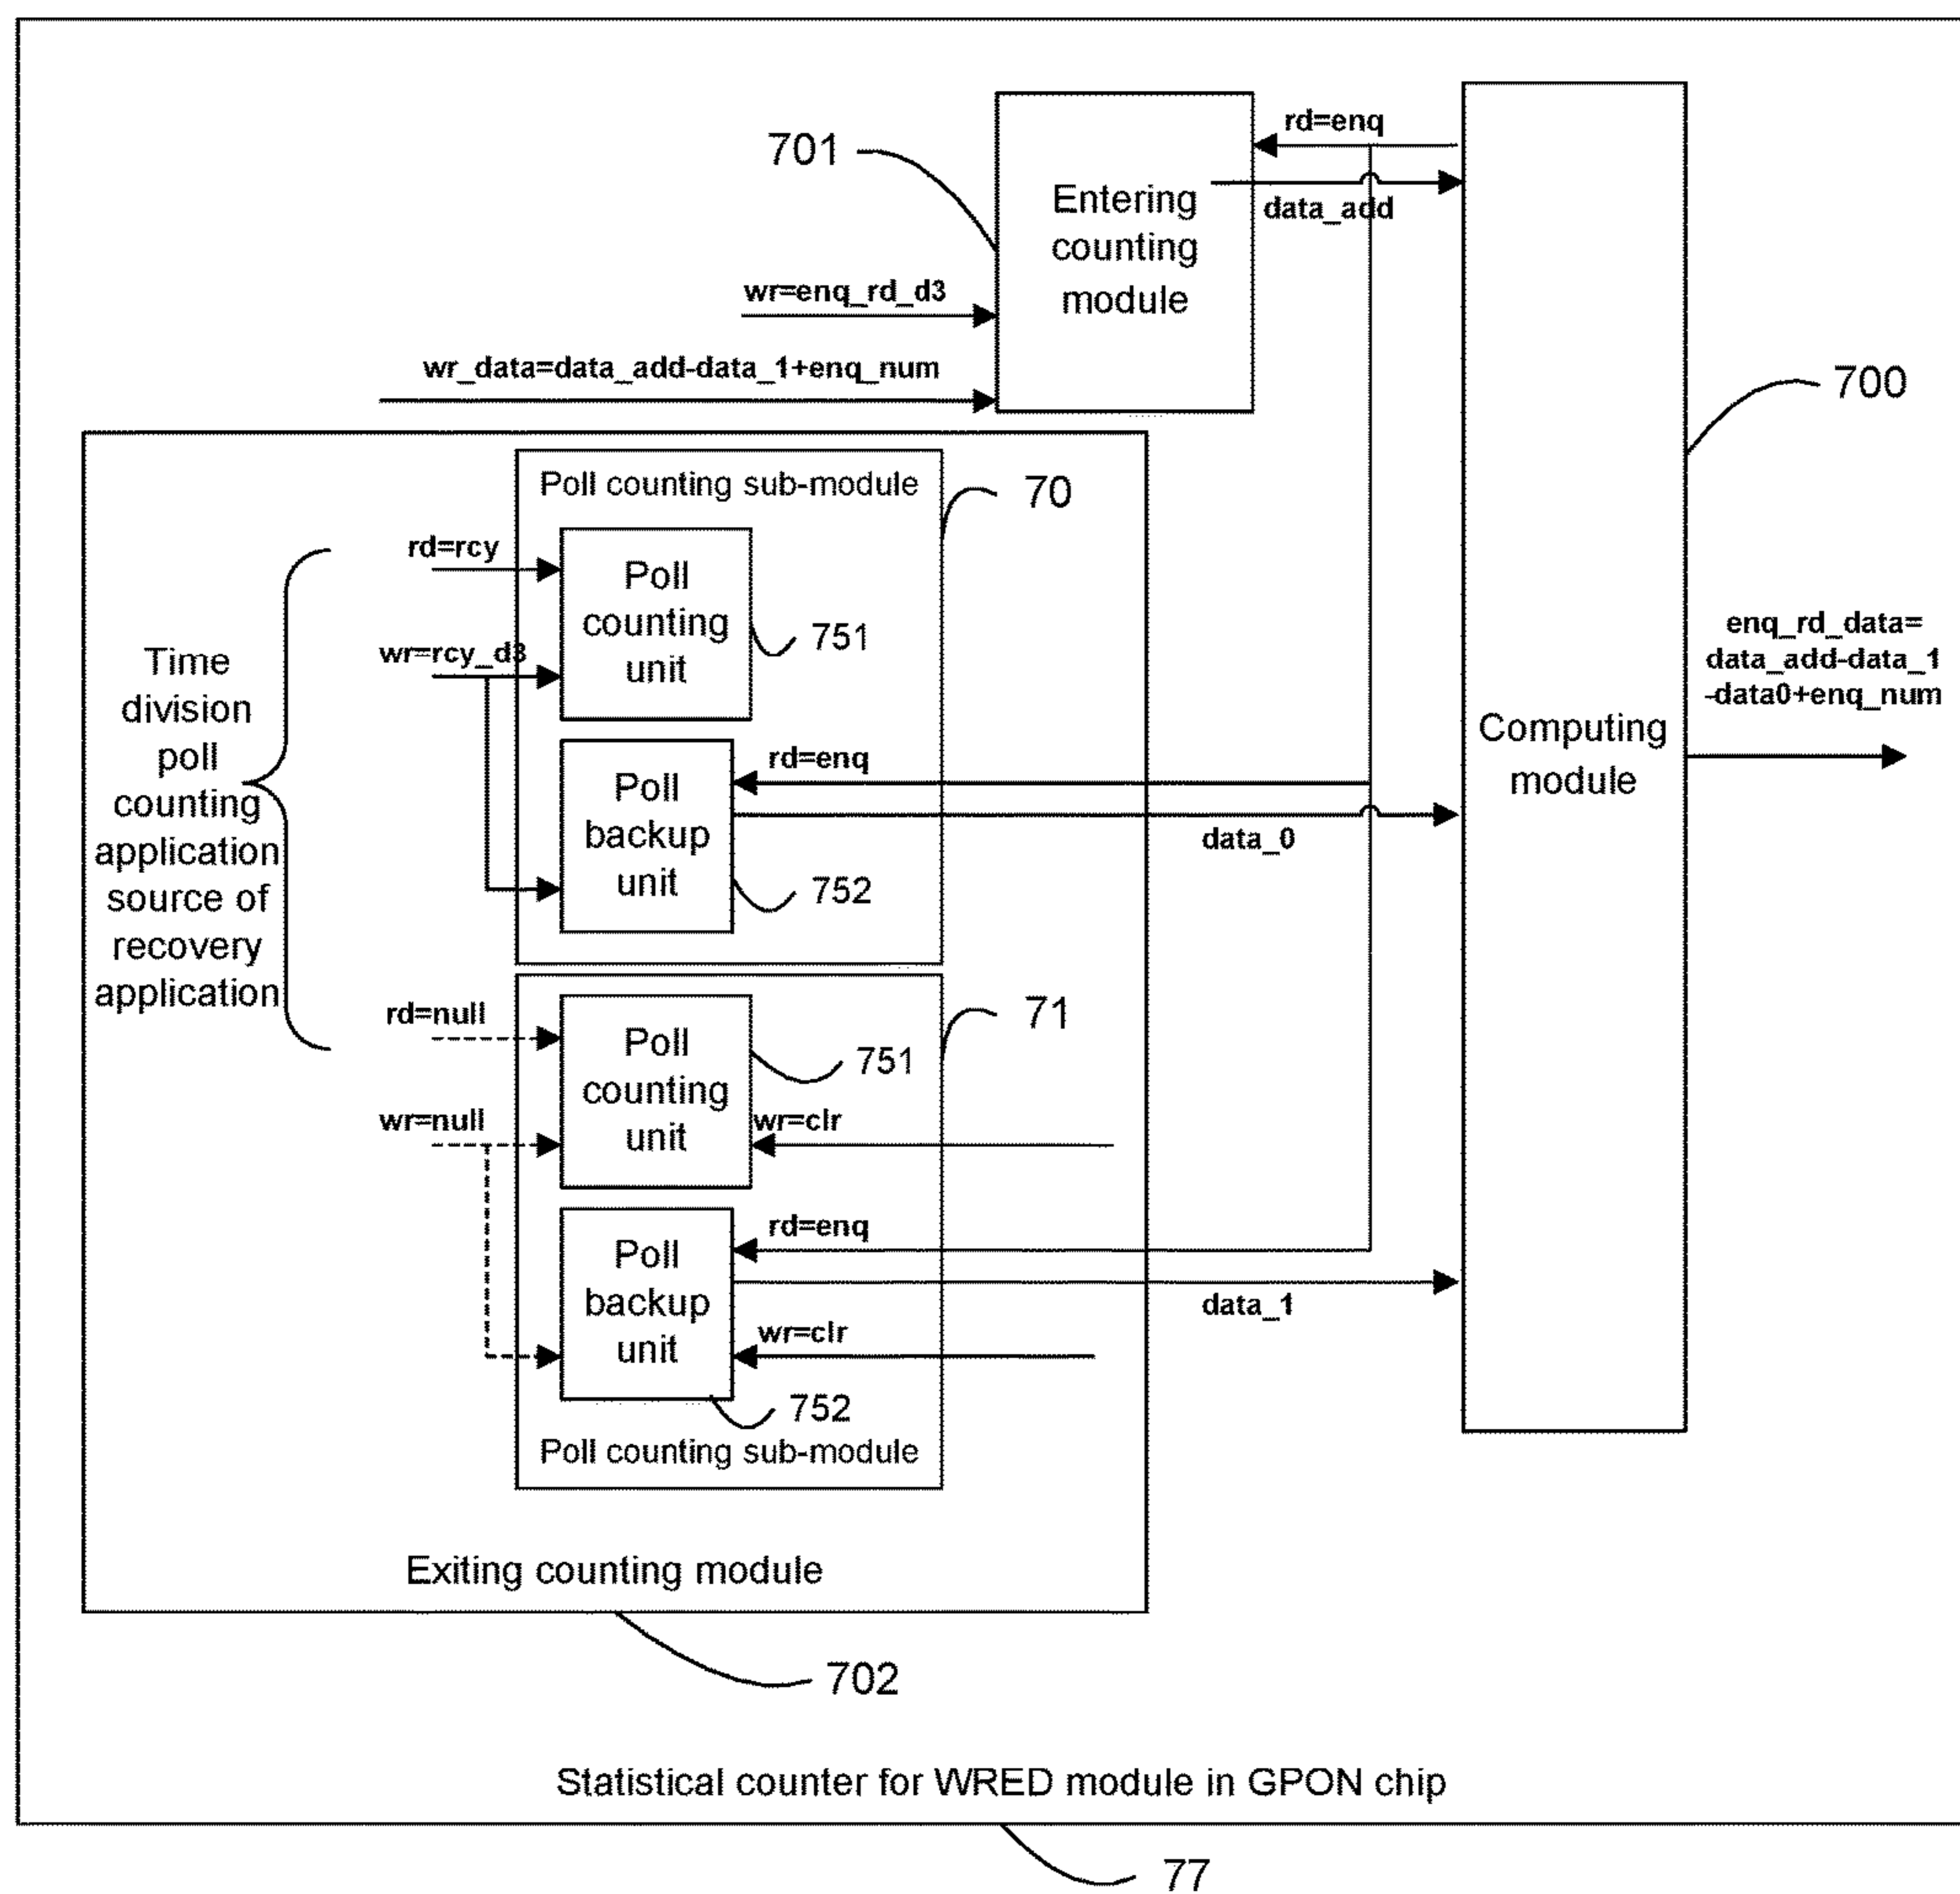 rd=enq
701
Entering
counting
module
data_add
wr=enq_rd_d3
wr_data=data_add-data_1+enq_num
700
Poll counting sub-module
70
rd=rcy
Poll
counting
unit
751
wr=rcy_d3
Time
division
poll
counting
application
source of
recovery
application
enq_rd_data=
data_add-data_1
-data0+enq_num
Computing
module
rd=enq
Poll
backup
unit
data_0
752
71
rd=null
Poll
counting
unit
751
wr=null
wr=clr
rd=enq
Poll
backup
unit
data_1
wr=clr
752
Poll counting sub-module
Exiting counting module
702
Statistical counter for WRED module in GPON chip
77